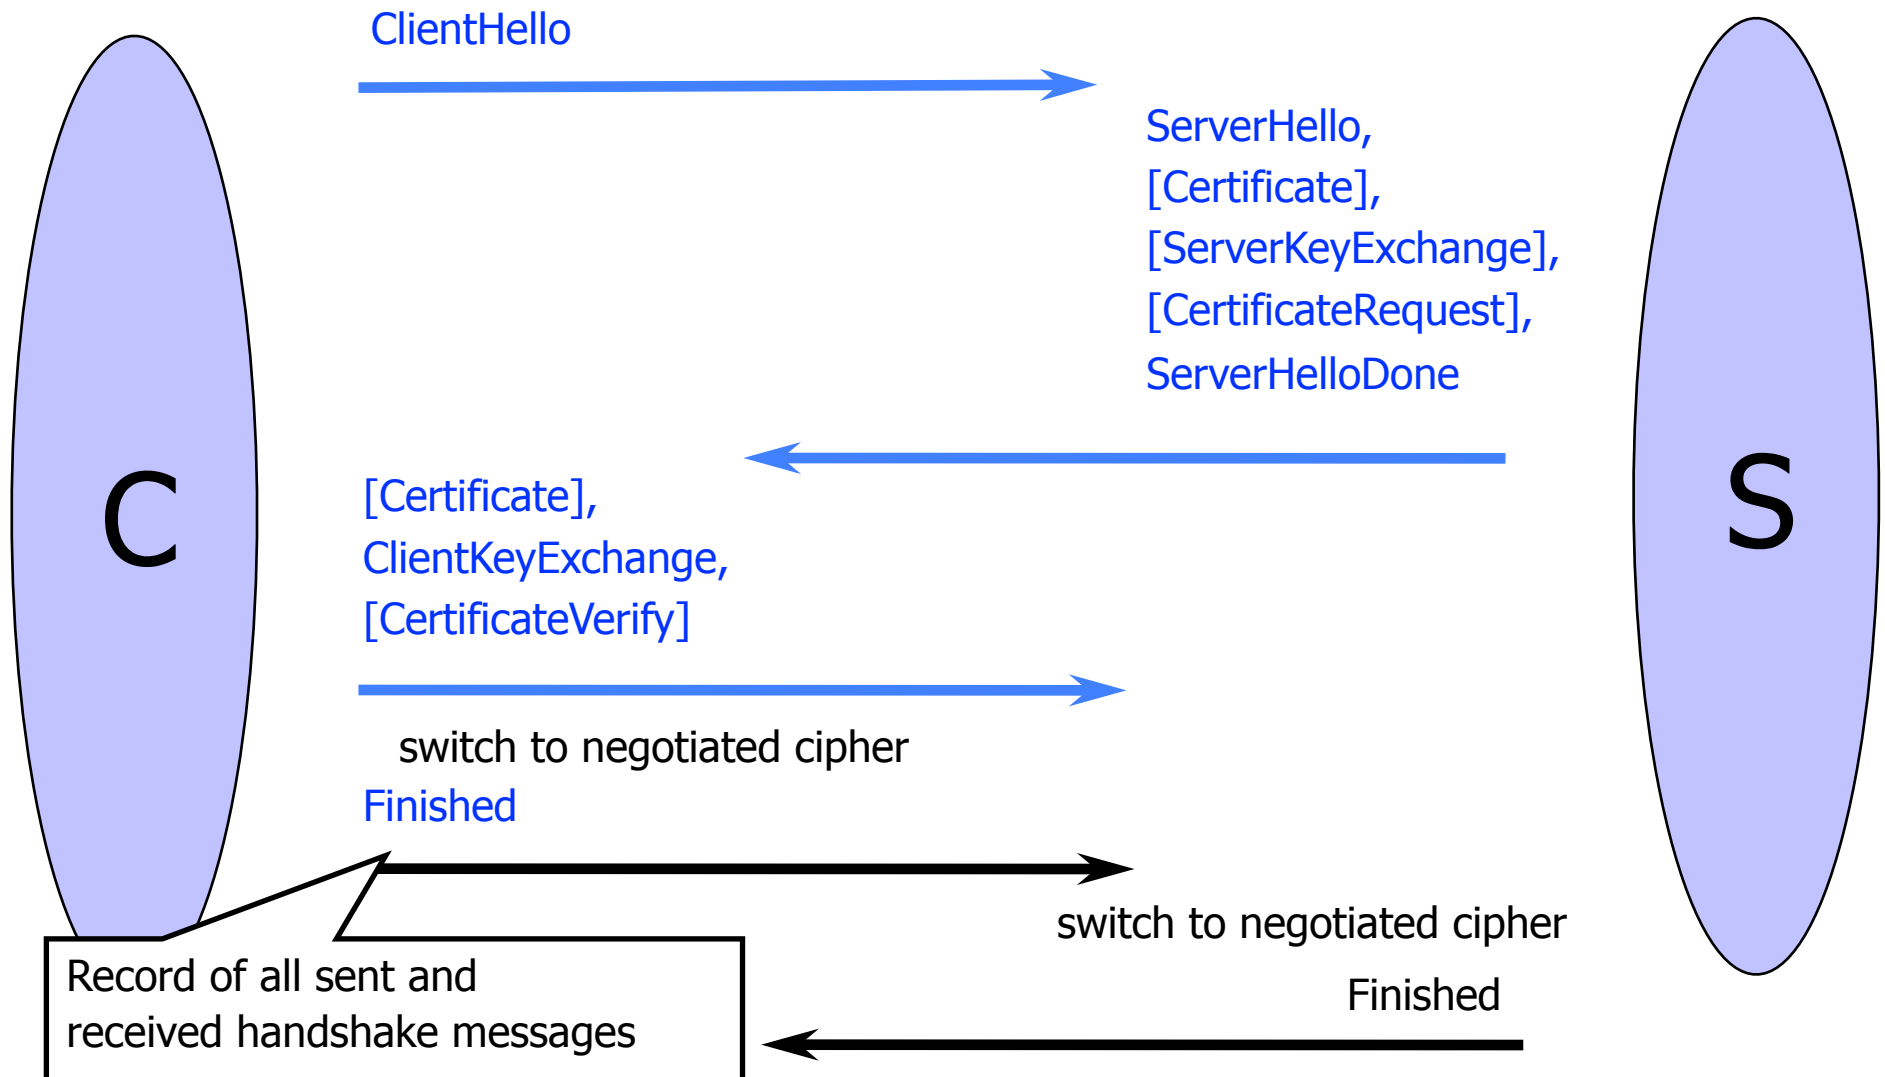 ClientHello
ServerHello,
[Certificate],
[ServerKeyExchange],
[CertificateRequest],
ServerHelloDone
C
S
[Certificate],
ClientKeyExchange,
[CertificateVerify]
switch to negotiated cipher
Finished
switch to negotiated cipher
Finished
Record of all sent and
received handshake messages